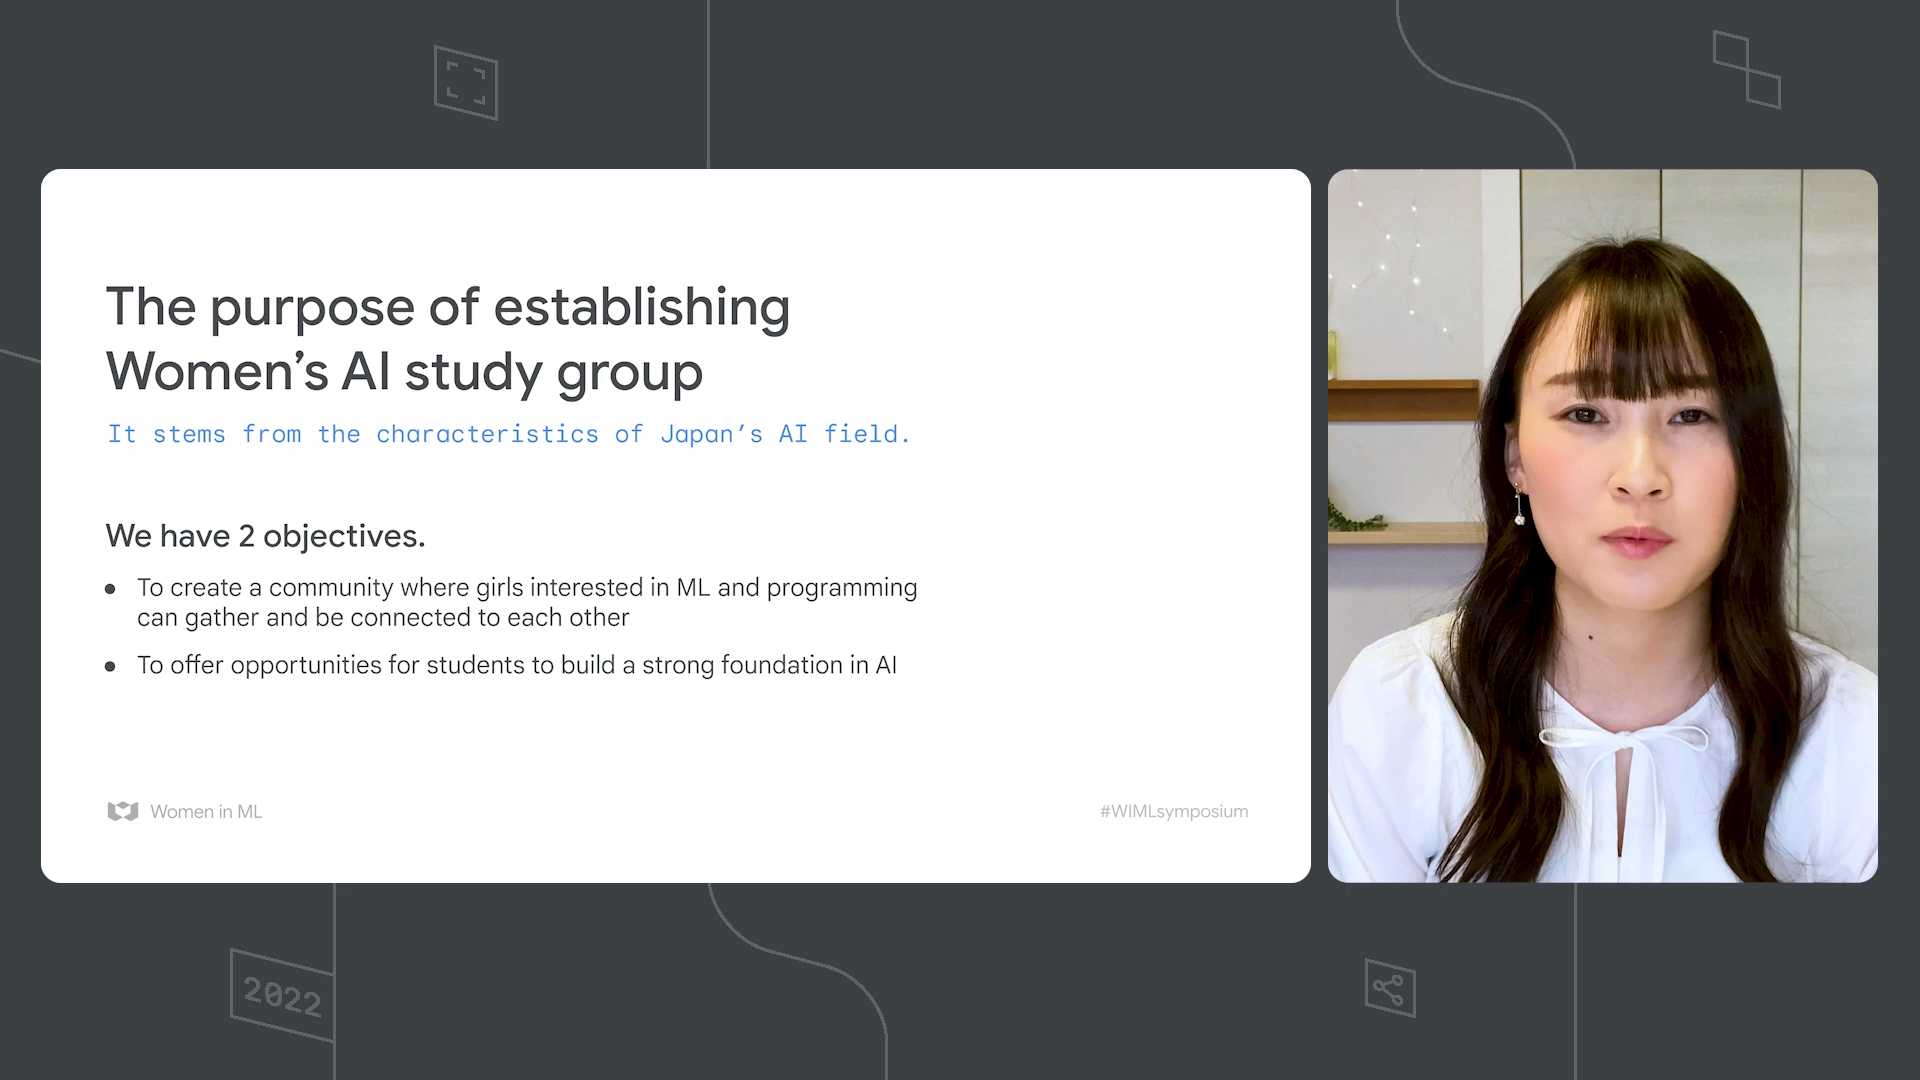 The purpose of establishing
Women’s AI study group
It stems from the characteristics of Japan’s AI field.
We have 2 objectives.
• To create a community where girls interested in ML and programming
can gather and be connected to each other
• To offer opportunities for students to build a strong foundation in AI
Women in ML
#WIMLsymposium
2022